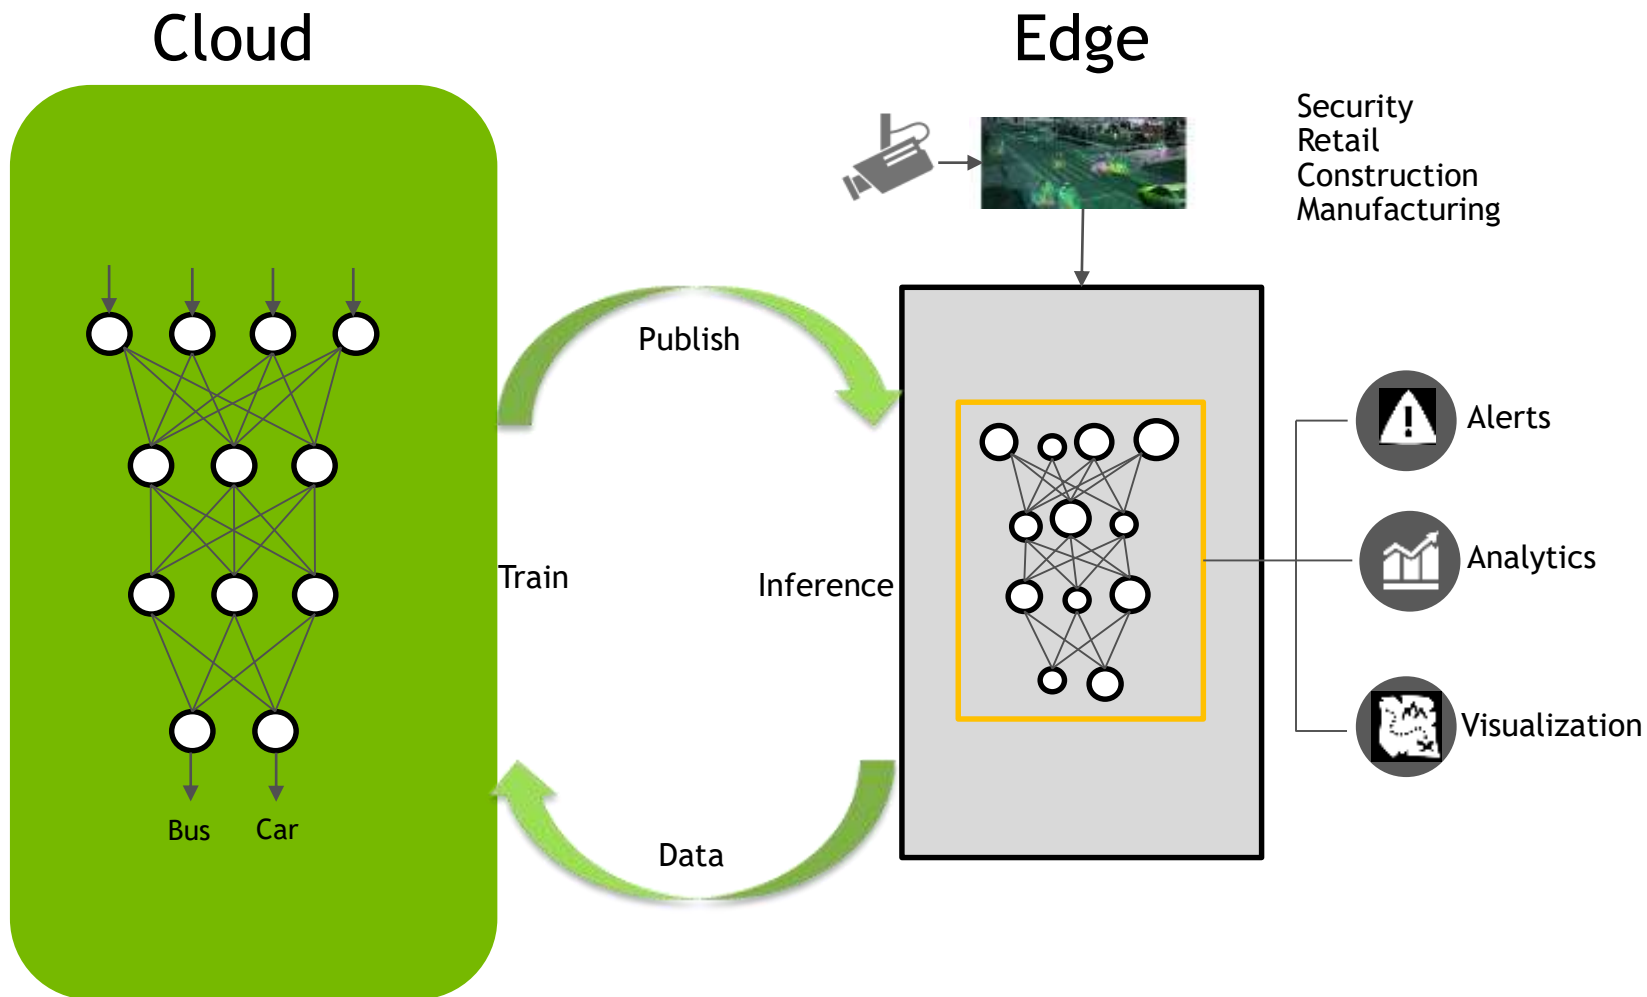 Cloud
Edge
Security
Retail
Construction
Manufacturing
Publish
Train
Inference
Data
Bus
Car
Alerts
Analytics
Visualization